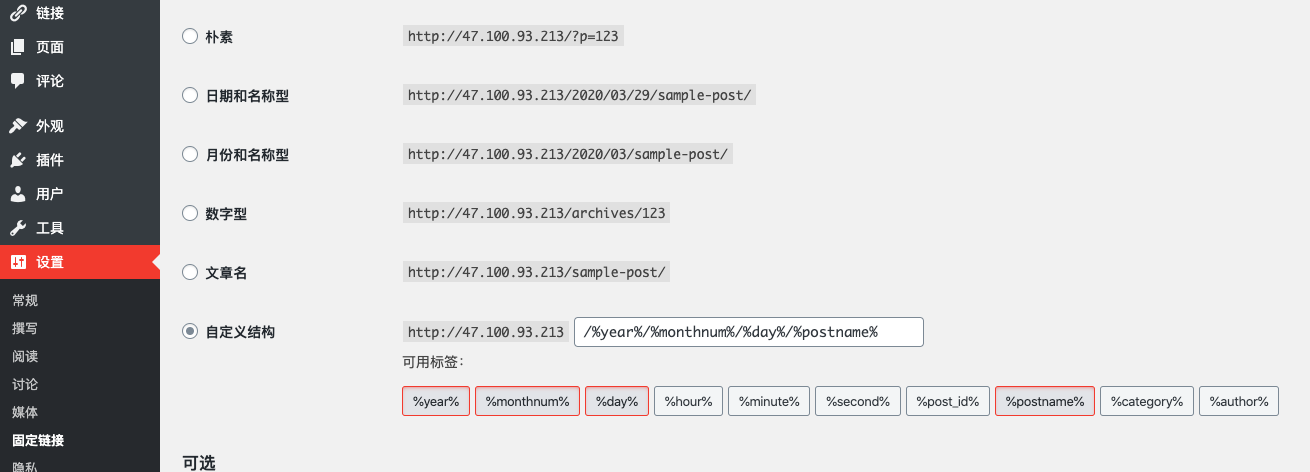 链接
页面
评论
外观
插件
用户
工具
设置
常规
撰写
阅读
讨论
媒体
固定链接
隐私
朴素 http://47.100.93.213/?p=123
日期和名称型 http://47.100.93.213/2020/03/29/sample-post/
月份和名称型 http://47.100.93.213/2020/03/sample-post/
数字型 http://47.100.93.213/archives/123
文章名 http://47.100.93.213/sample-post/
自定义结构 http://47.100.93.213 /%year%/%monthnum%/%day%/%postname%
可用标签：
%year% %monthnum% %day% %hour% %minute% %second% %post_id% %postname% %category% %author%
可选